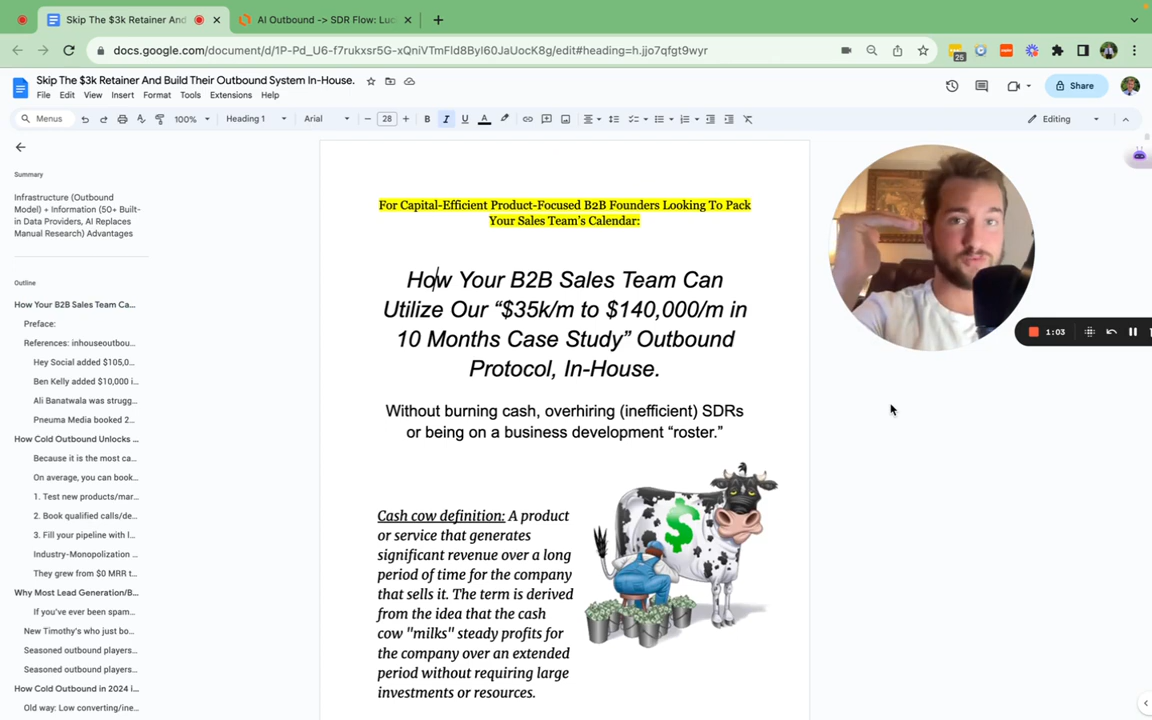 Skip The $3k Retainer And
AI Outbound -> SDR Flow: Luc
docs.google.com/document/d/1P-Pd_U6-f7rukxsr5G-xQniVTmFld8Byl60JaUocK8g/edit#heading=h.jjo7qfgt9wyr
25
Skip The $3k Retainer And Build Their Outbound System In-House.
File Edit View Insert Format Tools Extensions Help
Share
Menus
100%
Heading 1
Arial
28
B I U A
Editing
Summary
Infrastructure (Outbound
Model) + Information (50+ Built-
in Data Providers, AI Replaces
Manual Research) Advantages
Outline
How Your B2B Sales Team Ca...
Preface:
References: inhouseoutbou...
Hey Social added $105,0...
Ben Kelly added $10,000 i...
Ali Banatwala was strugg...
Pneuma Media booked 2...
How Cold Outbound Unlocks ...
Because it is the most ca...
On average, you can book...
1. Test new products/mar...
2. Book qualified calls/de...
3. Fill your pipeline with l...
Industry-Monopolization ...
They grew from $0 MRR t...
Why Most Lead Generation/B...
If you've ever been spam...
New Timothy's who just bo...
Seasoned outbound players...
Seasoned outbound players...
How Cold Outbound in 2024 i...
Old way: Low converting/ine...
For Capital-Efficient Product-Focused B2B Founders Looking To Pack
Your Sales Team's Calendar:
How Your B2B Sales Team Can
Utilize Our “$35k/m to $140,000/m in
10 Months Case Study” Outbound
Protocol, In-House.
Without burning cash, overhiring (inefficient) SDRs
or being on a business development “roster.”
Cash cow definition: A product
or service that generates
significant revenue over a long
period of time for the company
that sells it. The term is derived
from the idea that the cash
cow "milks" steady profits for
the company over an extended
period without requiring large
investments or resources.
$
1:03